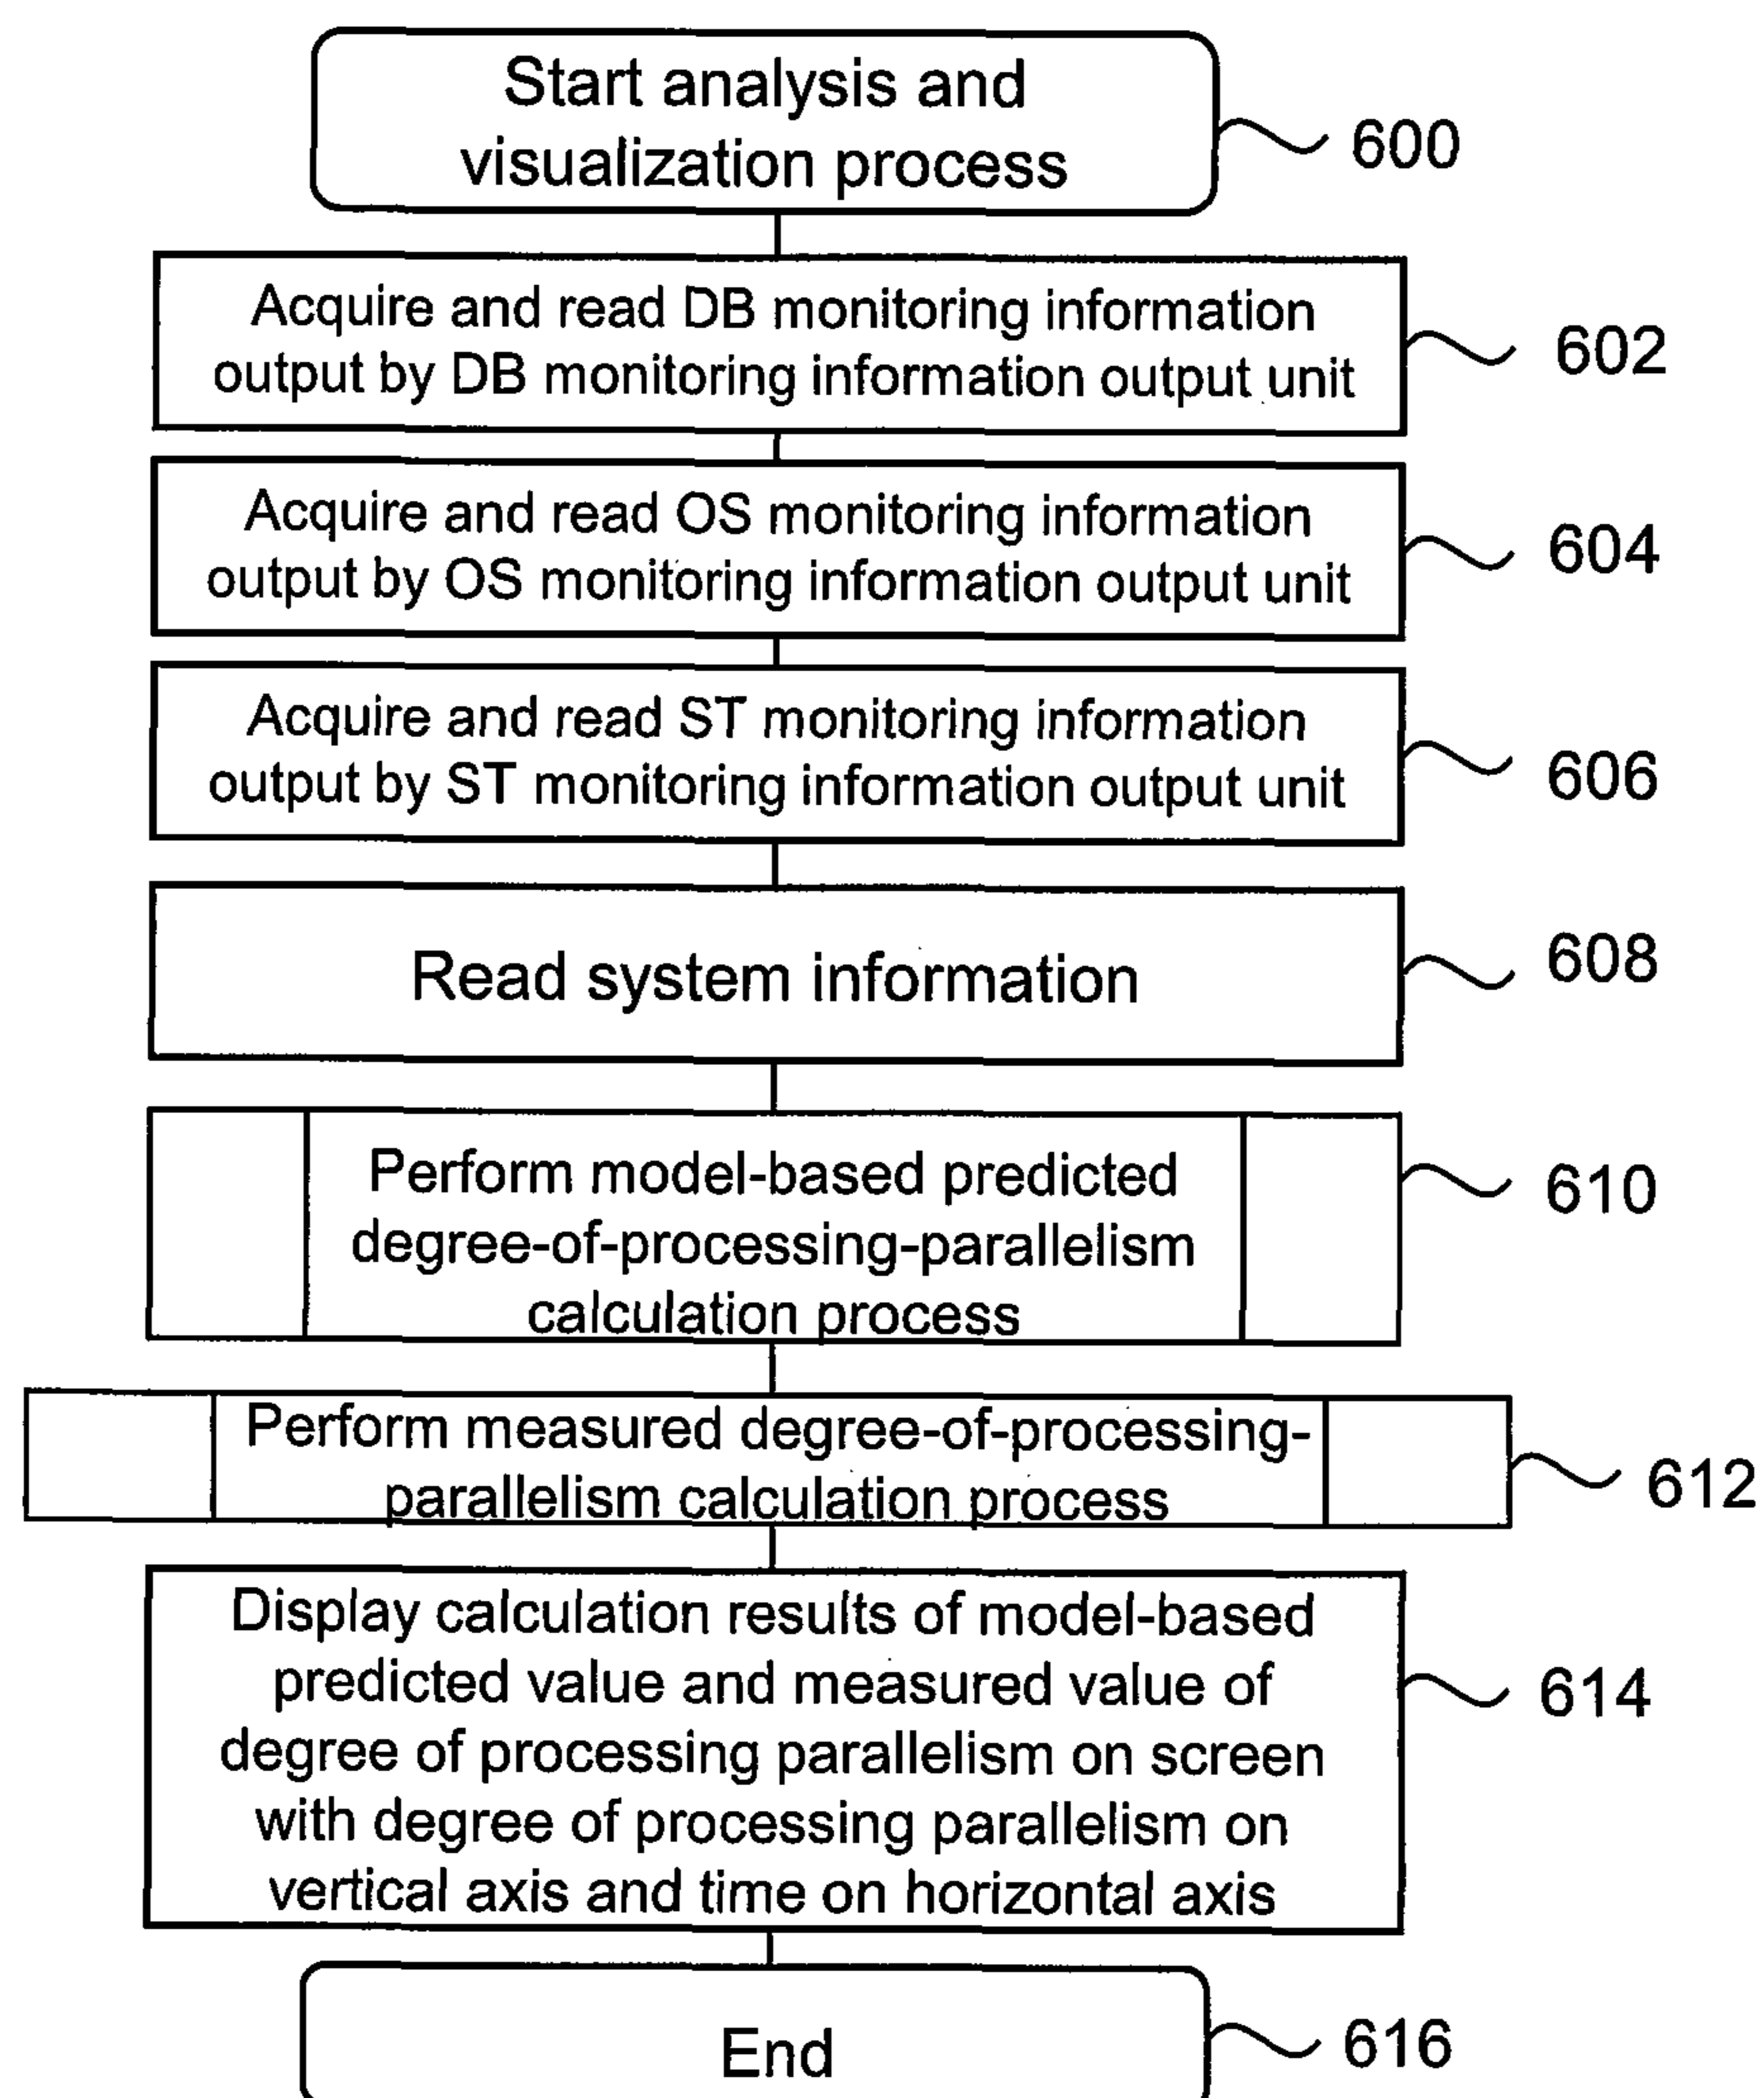 Start analysis and
visualization process
600
Acquire and read DB monitoring information
output by DB monitoring information output unit
602
Acquire and read OS monitoring information
output by OS monitoring information output unit
604
Acquire and read ST monitoring information
output by ST monitoring information output unit
606
Read system information
608
Perform model-based predicted
degree-of-processing-parallelism
calculation process
610
Perform measured degree-of-processing-
parallelism calculation process
612
Display calculation results of model-based
predicted value and measured value of
degree of processing parallelism on screen
with degree of processing parallelism on
vertical axis and time on horizontal axis
614
End
616